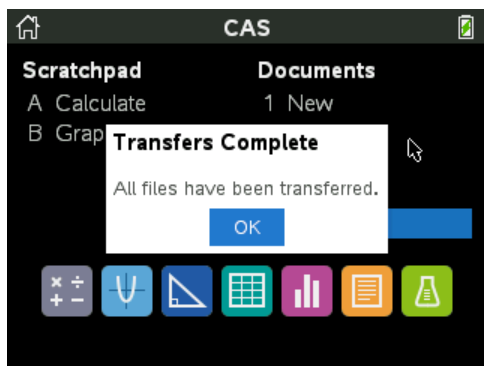 CAS
Scratchpad
Documents
A Calculate
1 New
B Grap
Transfers Complete
All files have been transferred.
OK